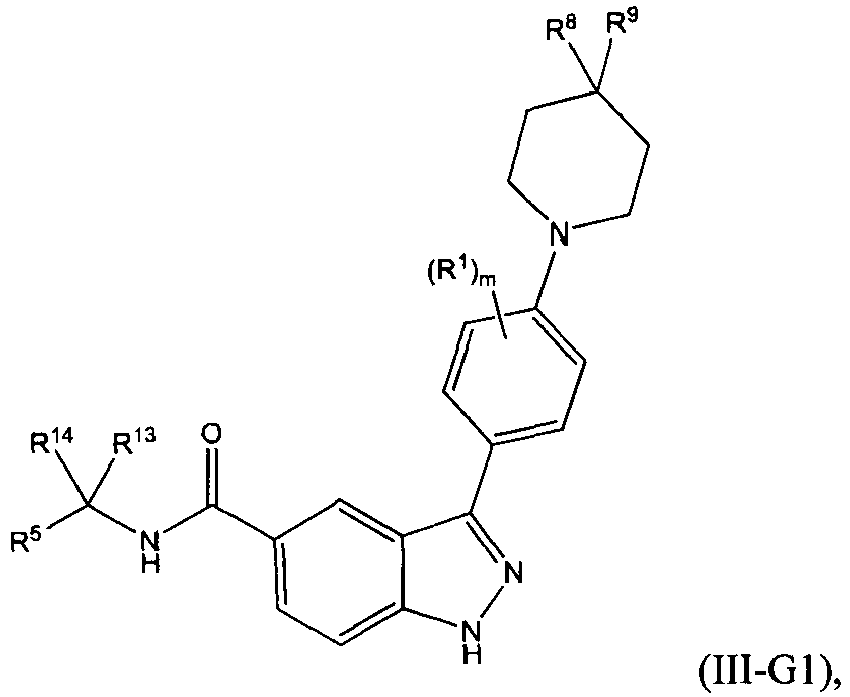 R⁸ R⁹
N
(R¹)ₘ
R¹⁴ R¹³ O
R⁵ N
H
N
N
H
(III-G1),